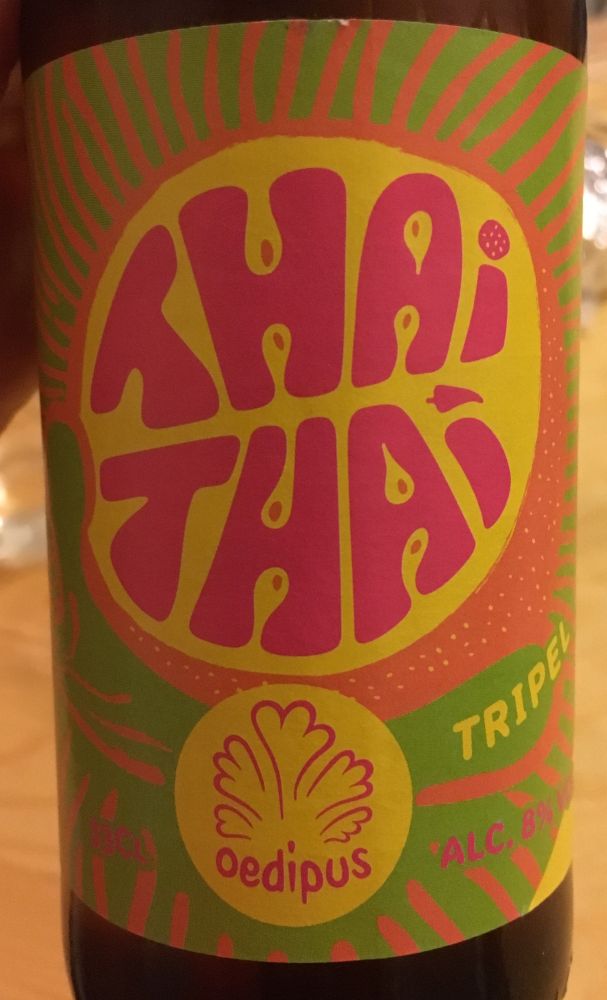 THAI
THAI
TRIPEL
33CL
ALC. 8%
oedipus